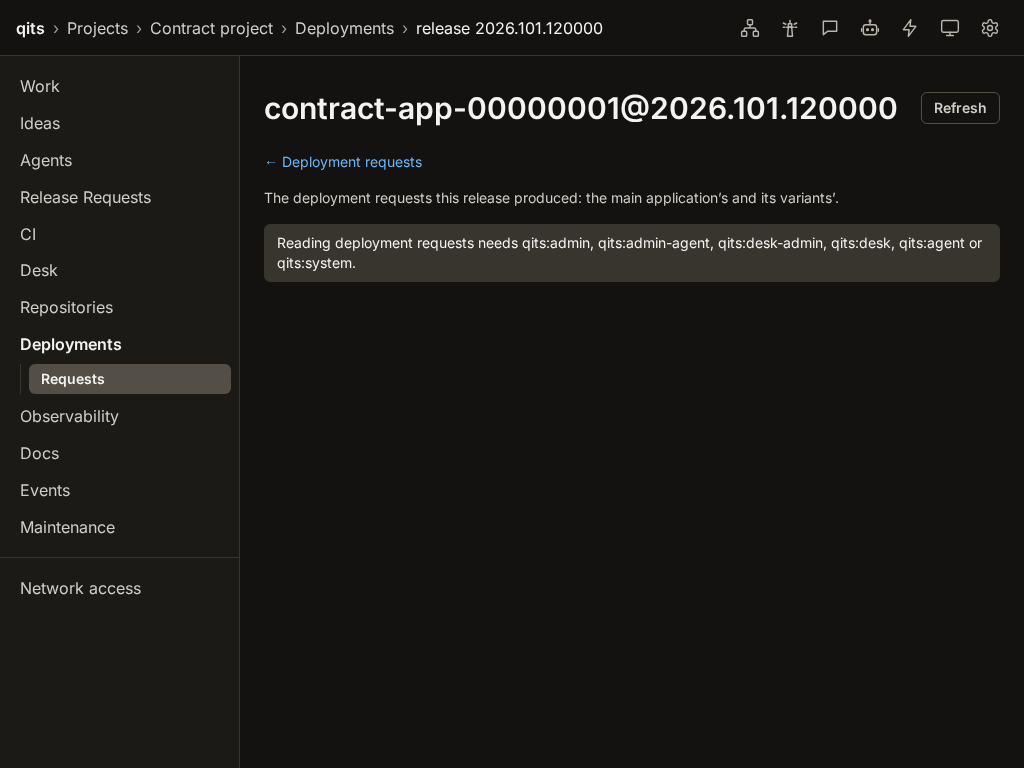 qits › Projects › Contract project › Deployments › release 2026.101.120000
Work
Ideas
Agents
Release Requests
CI
Desk
Repositories
Deployments
Requests
Observability
Docs
Events
Maintenance
Network access
contract-app-00000001@2026.101.120000
Refresh
← Deployment requests
The deployment requests this release produced: the main application’s and its variants’.
Reading deployment requests needs qits:admin, qits:admin-agent, qits:desk-admin, qits:desk, qits:agent or
qits:system.